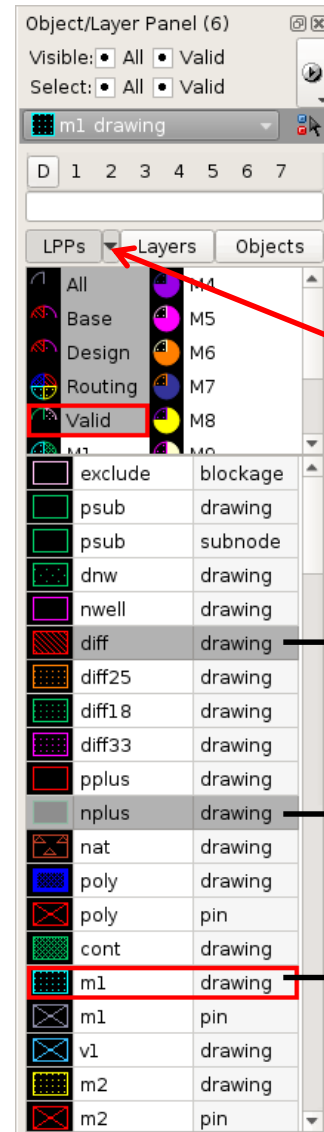 Object/Layer Panel (6)
Visible: All Valid
Select: All Valid
m1 drawing
D 1 2 3 4 5 6 7
LPPs Layers Objects
All M4
Base M5
Design M6
Routing M7
Valid M8
M1 M9
exclude blockage
psub drawing
psub subnode
dnw drawing
nwell drawing
diff drawing
diff25 drawing
diff18 drawing
diff33 drawing
pplus drawing
nplus drawing
nat drawing
poly drawing
poly pin
cont drawing
m1 drawing
m1 pin
v1 drawing
m2 drawing
m2 pin